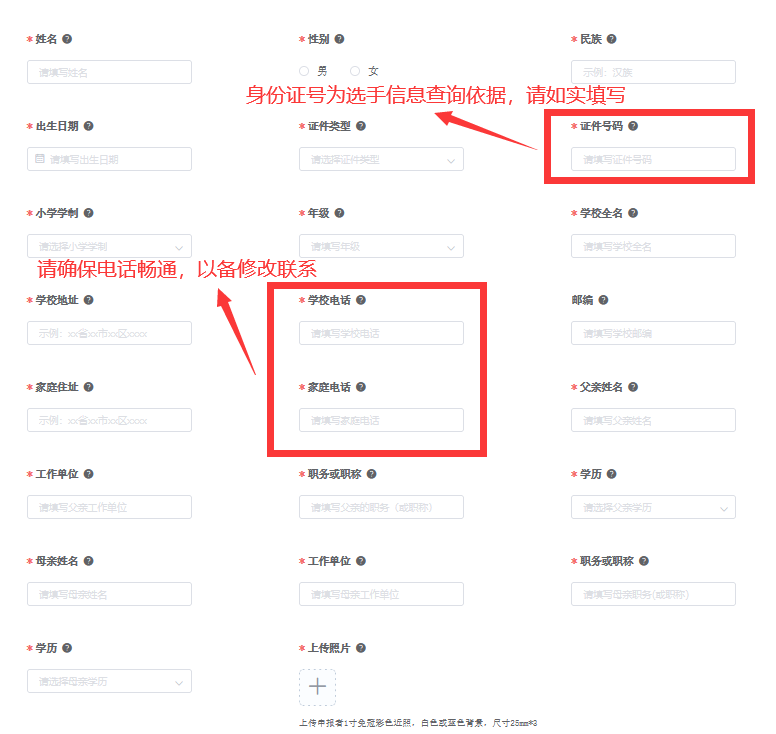 * 姓名 ?
* 性别 ?
* 民族 ?
请填写姓名
男 女
示例：汉族
身份证号为选手信息查询依据，请如实填写
* 出生日期 ?
* 证件类型 ?
* 证件号码 ?
请填写出生日期
请选择证件类型
请填写证件号码
* 小学学制 ?
* 年级 ?
* 学校全名 ?
请选择小学学制
请填写年级
请填写学校全名
请确保电话畅通，以备修改联系
* 学校地址 ?
* 学校电话 ?
邮编 ?
示例：xx省xx市xx区xxxx
请填写学校电话
请填写学校邮编
* 家庭住址 ?
* 家庭电话 ?
* 父亲姓名 ?
示例：xx省xx市xx区xxxx
请填写家庭电话
请填写父亲姓名
* 工作单位 ?
* 职务或职称 ?
* 学历 ?
请填写父亲工作单位
请填写父亲的职务（或职称）
请选择父亲学历
* 母亲姓名 ?
* 工作单位 ?
* 职务或职称 ?
请填写母亲姓名
请填写母亲工作单位
请填写母亲职务(或职称)
* 学历 ?
* 上传照片 ?
请选择母亲学历
上传申报者1寸免冠彩色近照，白色或蓝色背景，尺寸25mm*3